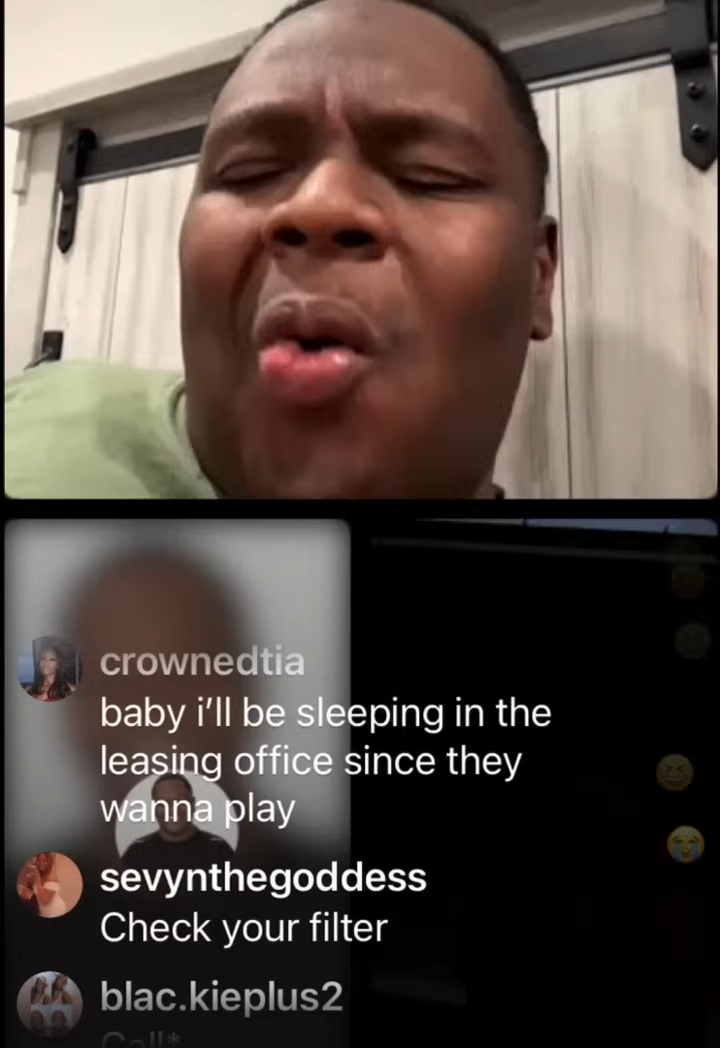 crownedtia
baby i’ll be sleeping in the
leasing office since they
wanna play
sevynthegoddess
Check your filter
blac.kieplus2
Call*